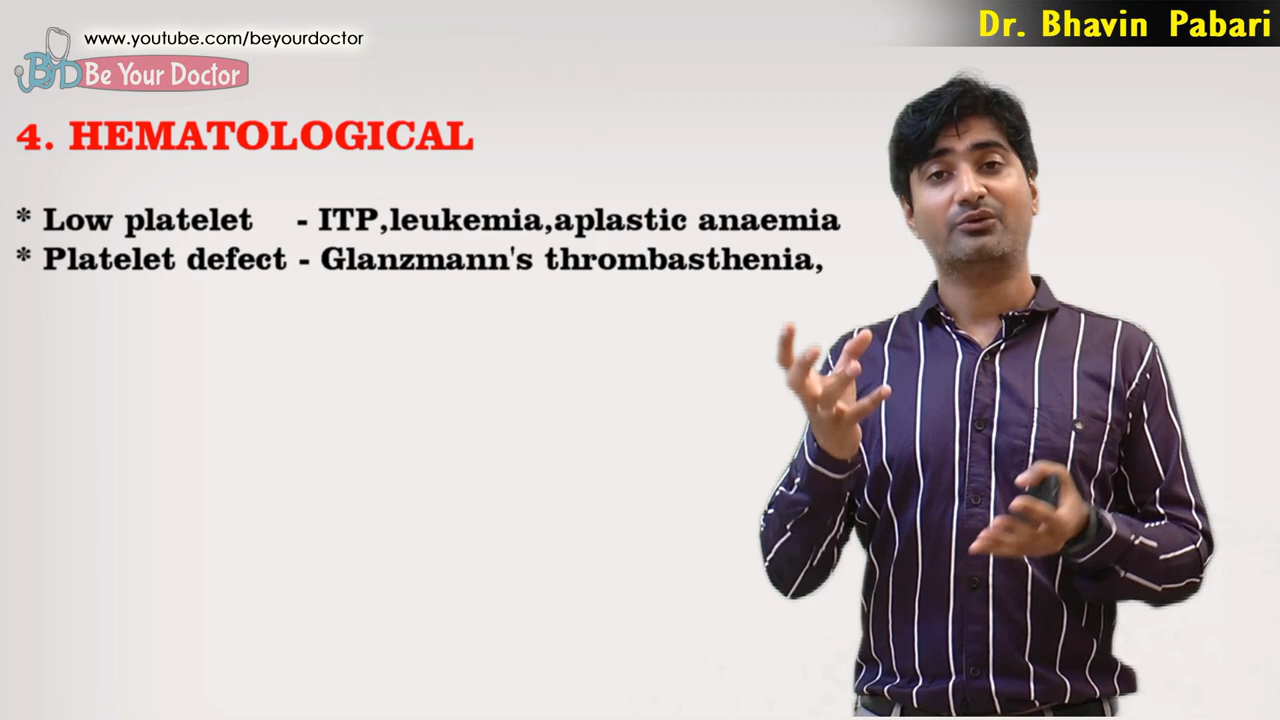 www.youtube.com/beyourdoctor
Dr. Bhavin Pabari
BYD Be Your Doctor
4. HEMATOLOGICAL
* Low platelet - ITP,leukemia,aplastic anaemia
* Platelet defect - Glanzmann's thrombasthenia,